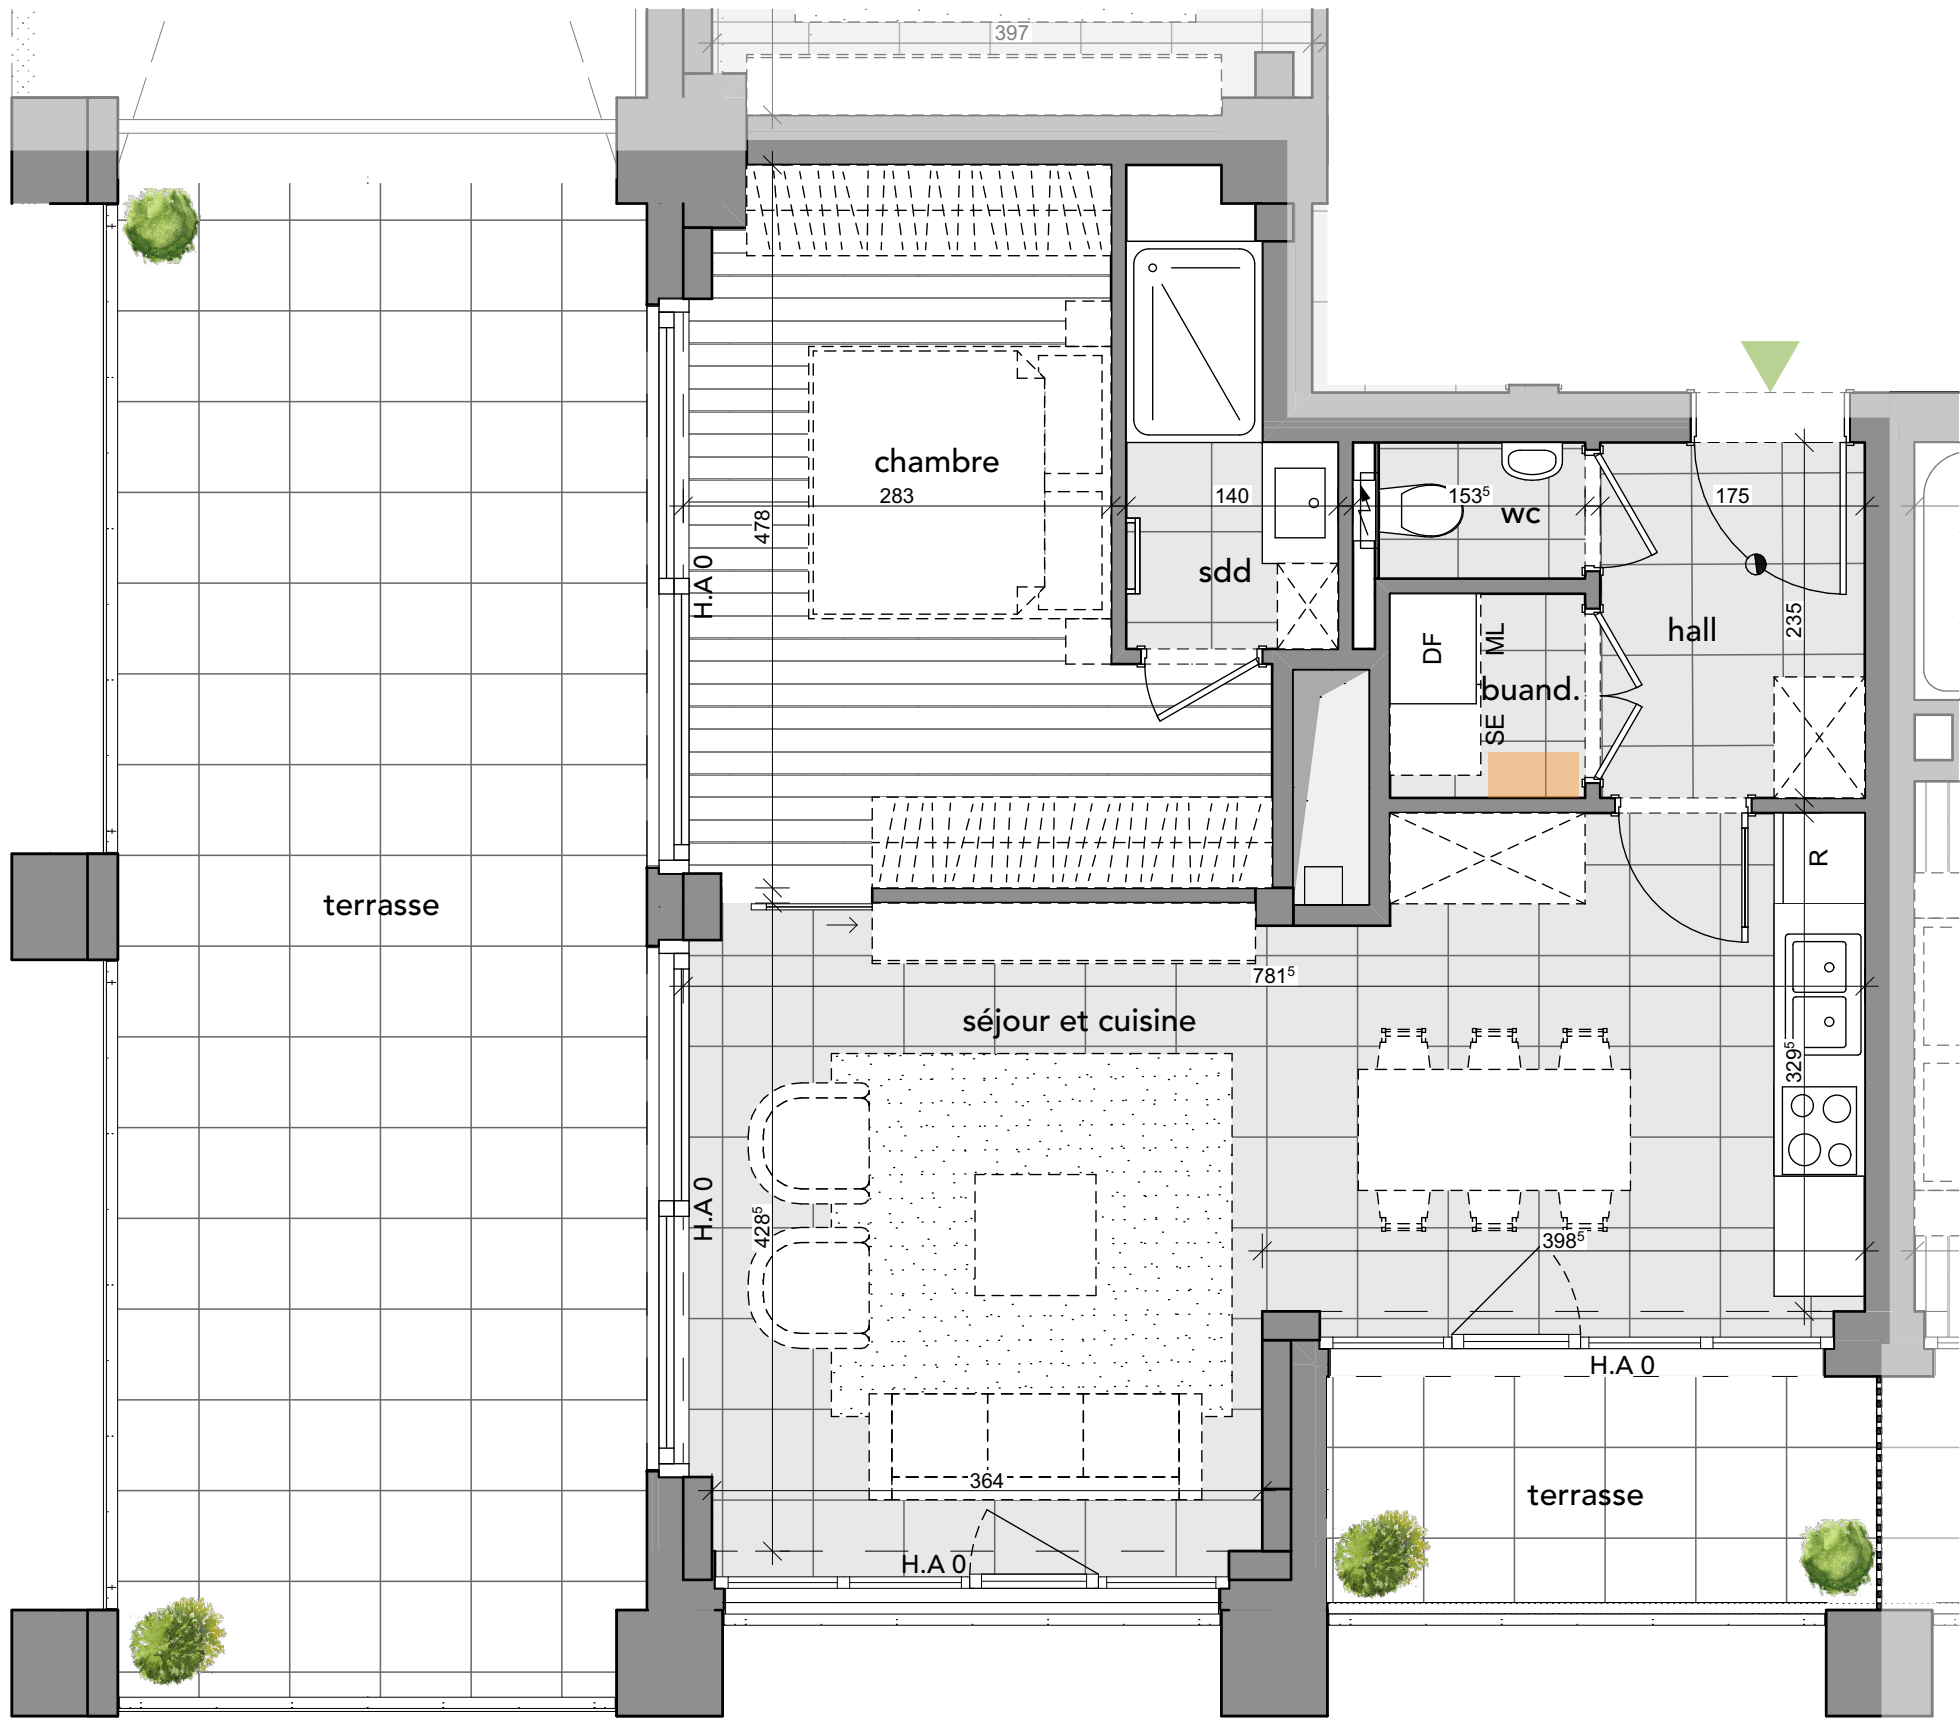 397
chambre
283
140
153⁵
wc
175
478
H.A 0
sdd
hall
235
DF
ML
buand.
SE
R
terrasse
781⁵
séjour et cuisine
329⁵
H.A 0
428⁵
398⁵
H.A 0
364
terrasse
H.A 0